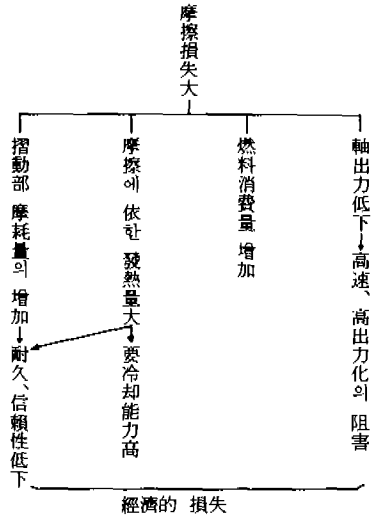 摩擦損失大
軸出力低下→高速、高出力化의 阻害
燃料消費量 增加
摩擦에 依한 發熱量大→要冷却能力高
摺動部 摩耗量의 增加→耐久、信賴性低下
經濟的 損失